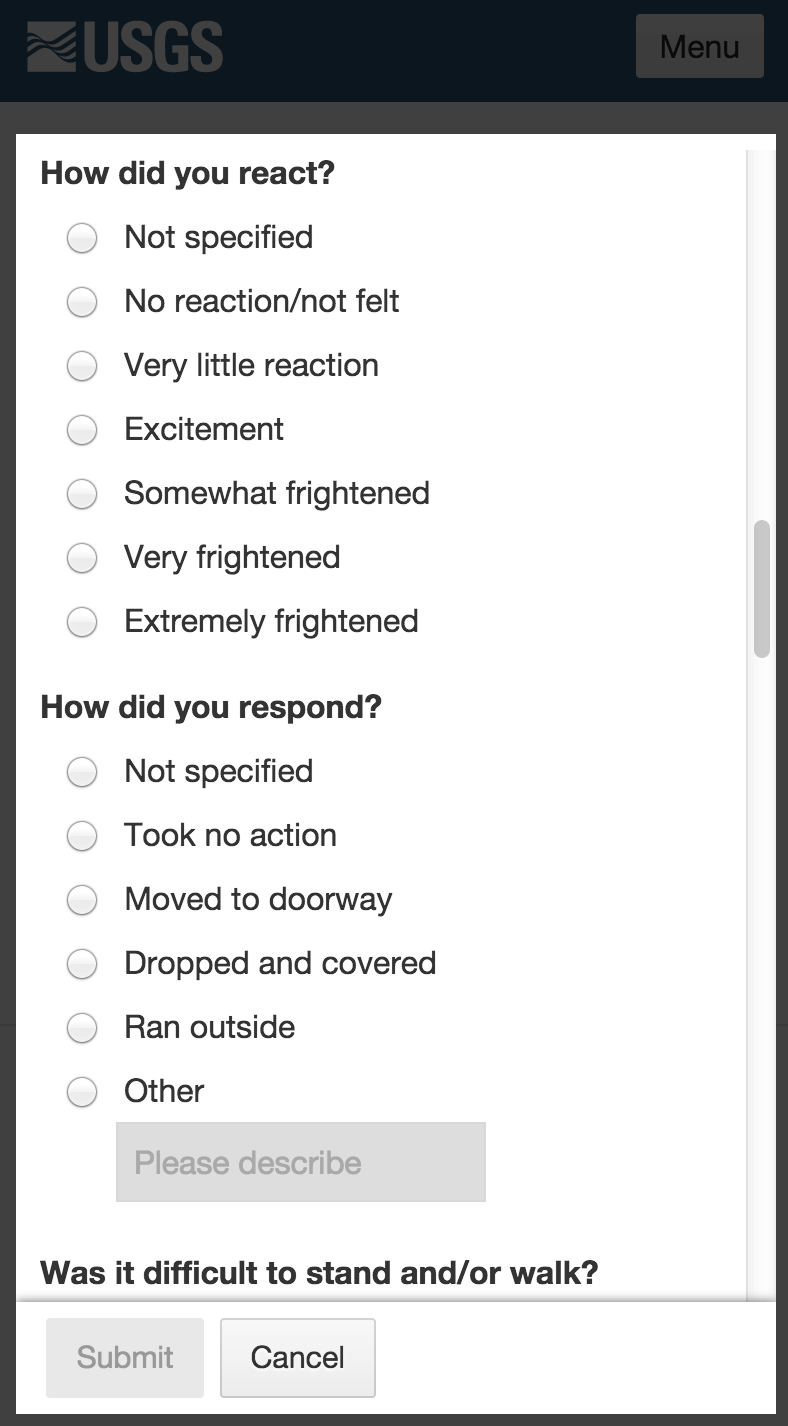 USGS
Menu
How did you react?
Not specified
No reaction/not felt
Very little reaction
Excitement
Somewhat frightened
Very frightened
Extremely frightened
How did you respond?
Not specified
Took no action
Moved to doorway
Dropped and covered
Ran outside
Other
Please describe
Was it difficult to stand and/or walk?
Submit
Cancel